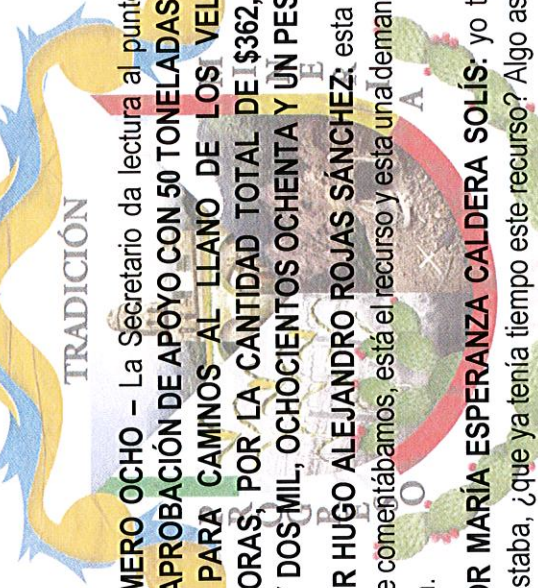 TRADICIÓN
MERO OCHO – La Secretario da lectura al punt
APROBACIÓN DE APOYO CON 50 TONELADAS
PARA CAMINOS AL LLANO DE LOS VEL
ORAS, POR LA CANTIDAD TOTAL DE $362,
Y DOS MIL, OCHOCIENTOS OCHENTA Y UN PES
R HUGO ALEJANDRO ROJAS SÁNCHEZ: esta
e comentábamos, está el recurso y esta una deman
l.
OR MARÍA ESPERANZA CALDERA SOLÍS: yo t
estaba, ¿que ya tenía tiempo este recurso? Algo as